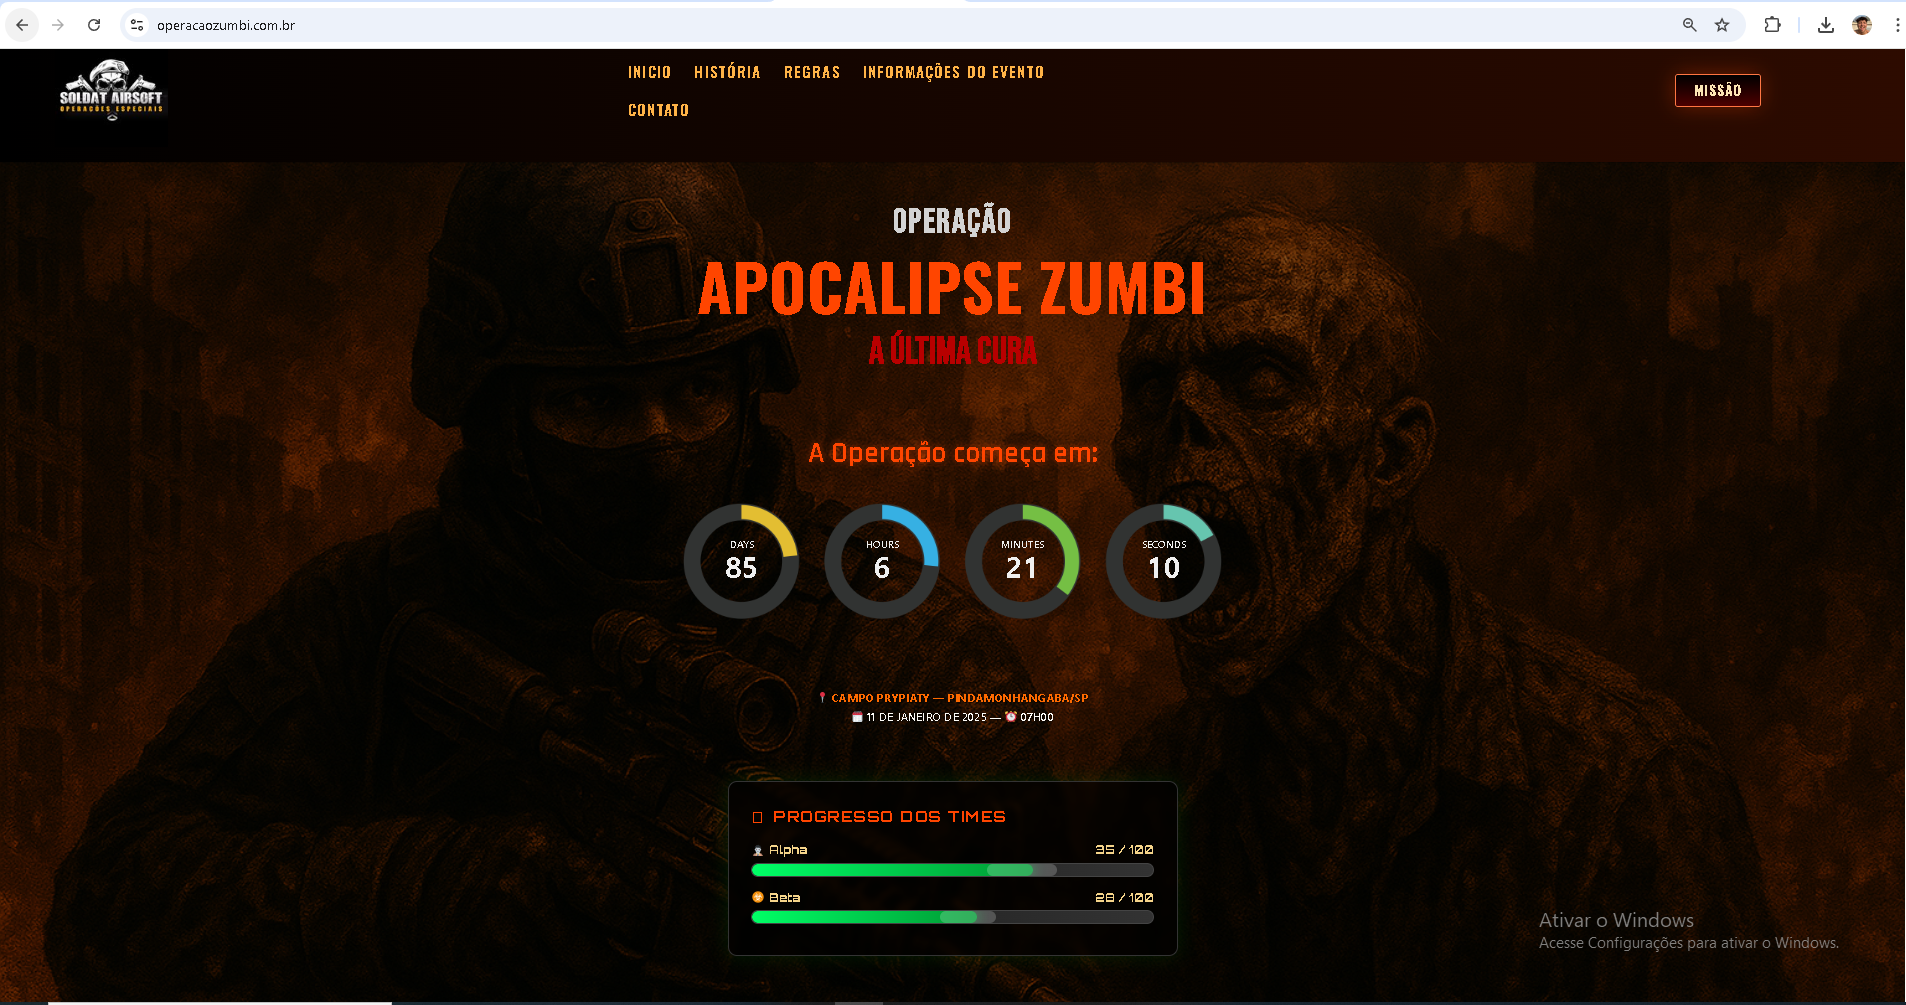 operacaozumbi.com.br
SOLDAT AIRSOFT
OPERAÇÕES ESPECIAIS
INICIO HISTÓRIA REGRAS INFORMAÇÕES DO EVENTO
CONTATO
MISSÃO
OPERAÇÃO
APOCALIPSE ZUMBI
A ÚLTIMA CURA
A Operação começa em:
DAYS
85
HOURS
6
MINUTES
21
SECONDS
10
📍 CAMPO PRYPIATY — PINDAMONHANGABA/SP
11 DE JANEIRO DE 2025 — ⏰ 07H00
PROGRESSO DOS TIMES
Alpha 35 / 100
Beta 28 / 100
Ativar o Windows
Acesse Configurações para ativar o Windows.